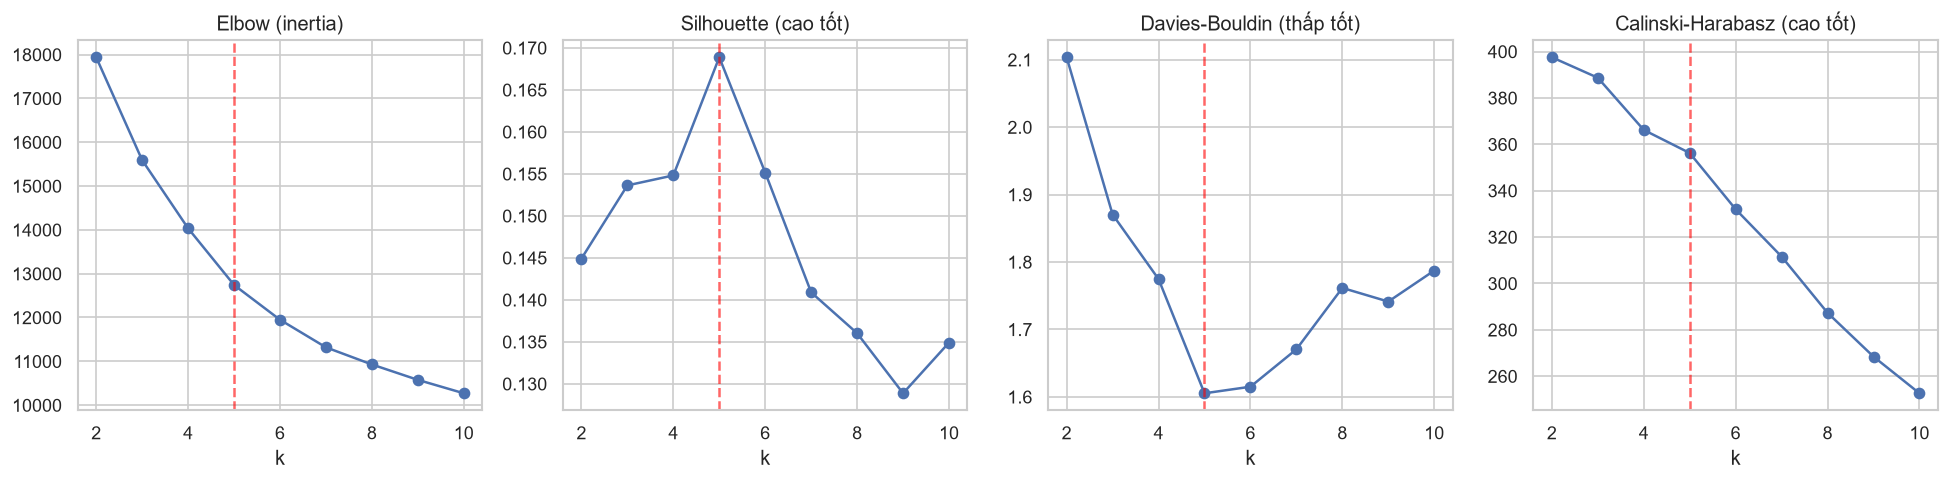 Elbow (inertia)
18000
17000
16000
15000
14000
13000
12000
11000
10000
2 4 6 8 10
k
Silhouette (cao tốt)
0.170
0.165
0.160
0.155
0.150
0.145
0.140
0.135
0.130
2 4 6 8 10
k
Davies-Bouldin (thấp tốt)
2.1
2.0
1.9
1.8
1.7
1.6
2 4 6 8 10
k
Calinski-Harabasz (cao tốt)
400
380
360
340
320
300
280
260
2 4 6 8 10
k